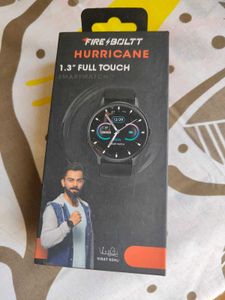 FIRE-BOLTT
HURRICANE
1.3" FULL TOUCH
SMARTWATCH
VIRAT KOHLI